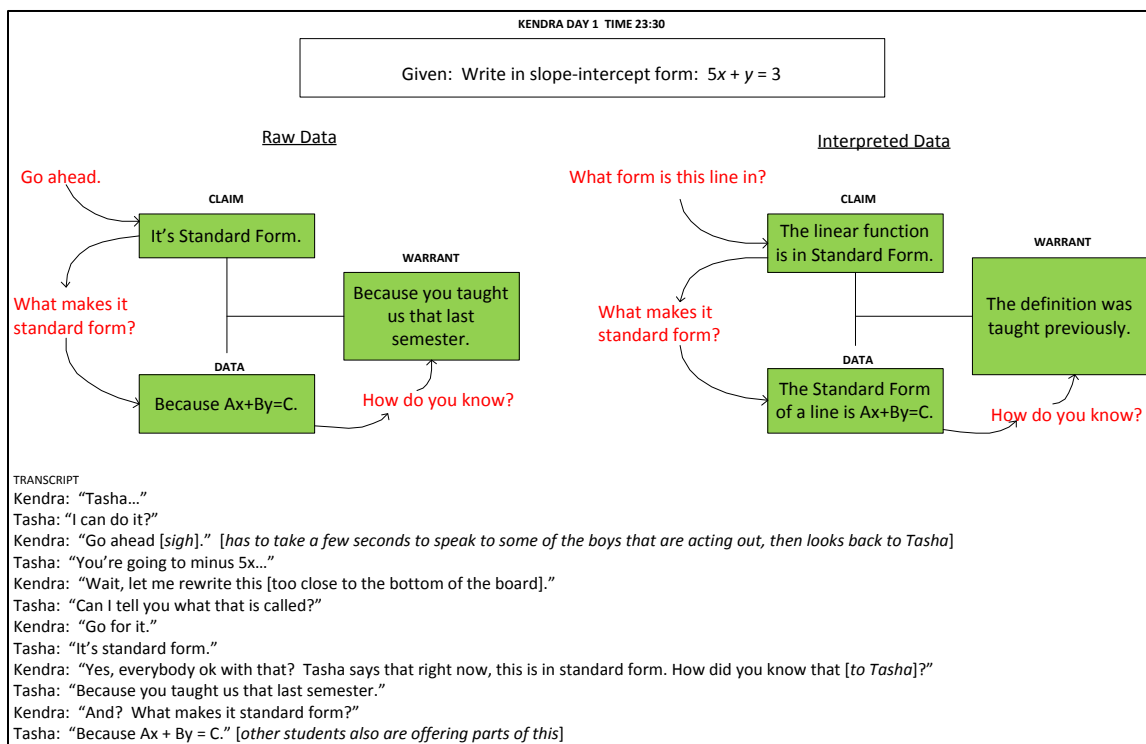 KENDRA DAY 1  TIME 23:30
Given:  Write in slope-intercept form:  5x + y = 3
Raw Data
Go ahead.
CLAIM
It's Standard Form.
WARRANT
What makes it
standard form?
Because you taught
us that last
semester.
DATA
Because Ax+By=C.
How do you know?
Interpreted Data
What form is this line in?
CLAIM
The linear function
is in Standard Form.
WARRANT
What makes it
standard form?
The definition was
taught previously.
DATA
The Standard Form
of a line is Ax+By=C.
How do you know?
TRANSCRIPT
Kendra:  “Tasha…”
Tasha: “I can do it?”
Kendra:  “Go ahead [sigh].”  [has to take a few seconds to speak to some of the boys that are acting out, then looks back to Tasha]
Tasha:  “You're going to minus 5x…”
Kendra:  “Wait, let me rewrite this [too close to the bottom of the board].”
Tasha:  “Can I tell you what that is called?”
Kendra:  “Go for it.”
Tasha:  “It's standard form.”
Kendra:  “Yes, everybody ok with that?  Tasha says that right now, this is in standard form. How did you know that [to Tasha]?”
Tasha:  “Because you taught us that last semester.”
Kendra:  “And?  What makes it standard form?”
Tasha:  “Because Ax + By = C.” [other students also are offering parts of this]